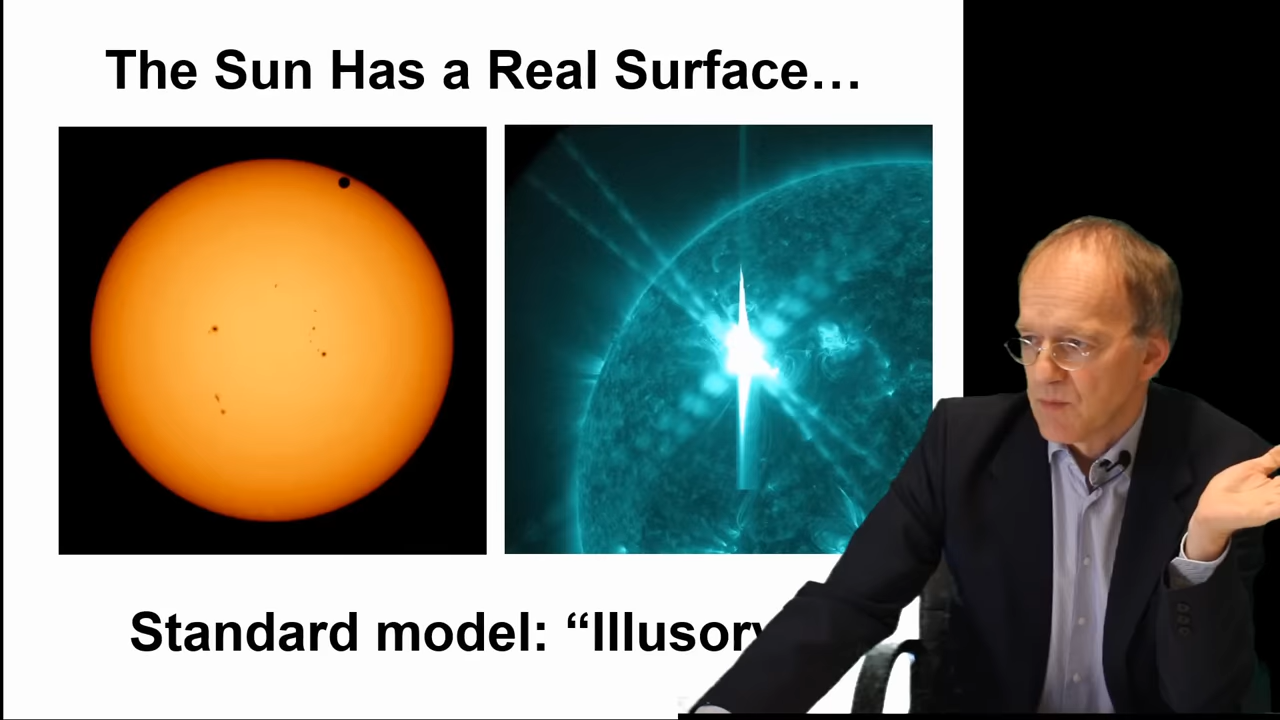 The Sun Has a Real Surface…
Standard model: “Illusory